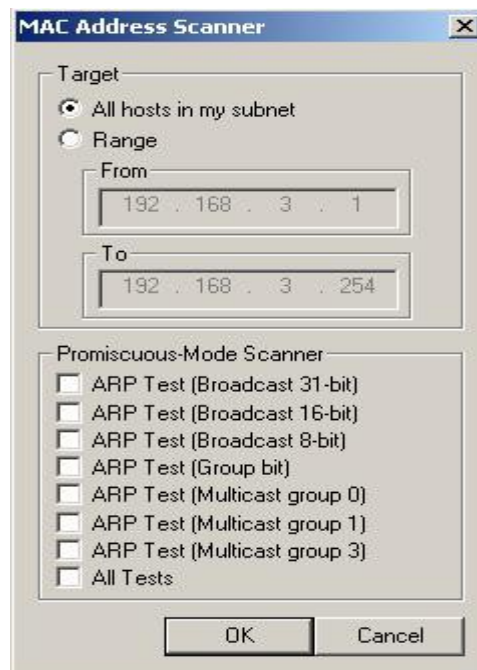 MAC Address Scanner
Target
All hosts in my subnet
Range
From
192 . 168 . 3 . 1
To
192 . 168 . 3 . 254
Promiscuous-Mode Scanner
ARP Test (Broadcast 31-bit)
ARP Test (Broadcast 16-bit)
ARP Test (Broadcast 8-bit)
ARP Test (Group bit)
ARP Test (Multicast group 0)
ARP Test (Multicast group 1)
ARP Test (Multicast group 3)
All Tests
OK Cancel